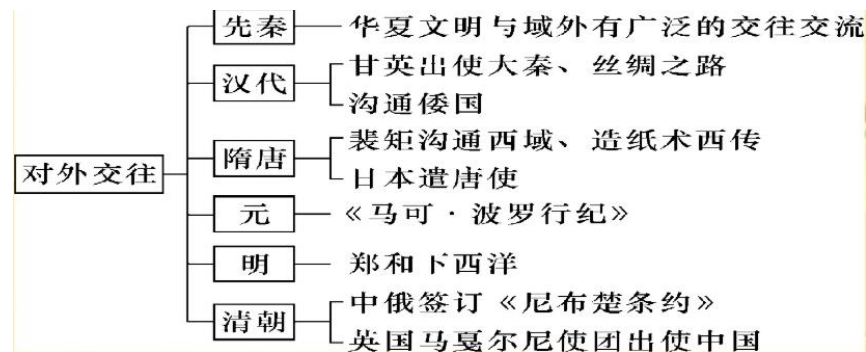 对外交往
先秦
华夏文明与域外有广泛的交往交流
汉代
甘英出使大秦、丝绸之路
沟通倭国
隋唐
裴矩沟通西域、造纸术西传
日本遣唐使
元
《马可·波罗行纪》
明
郑和下西洋
清朝
中俄签订《尼布楚条约》
英国马戛尔尼使团出使中国